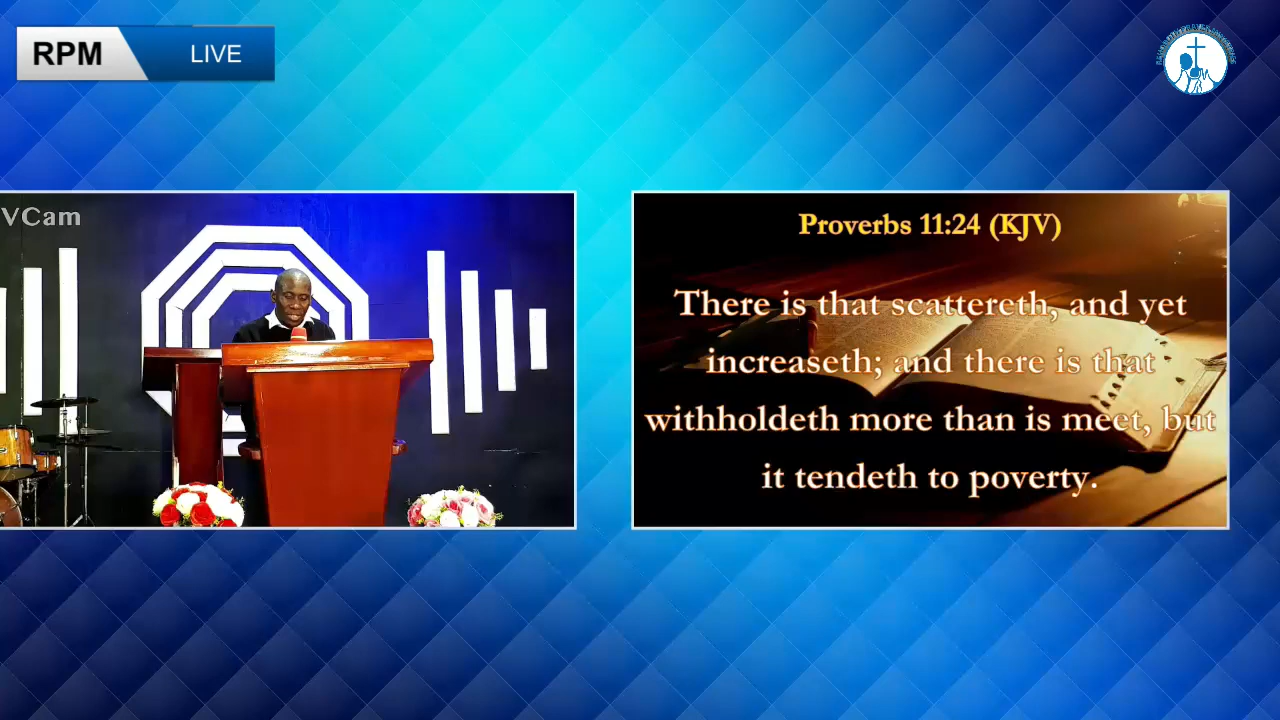 RPM LIVE
VCam
Proverbs 11:24 (KJV)
There is that scattereth, and yet
increaseth; and there is that
withholdeth more than is meet, but
it tendeth to poverty.